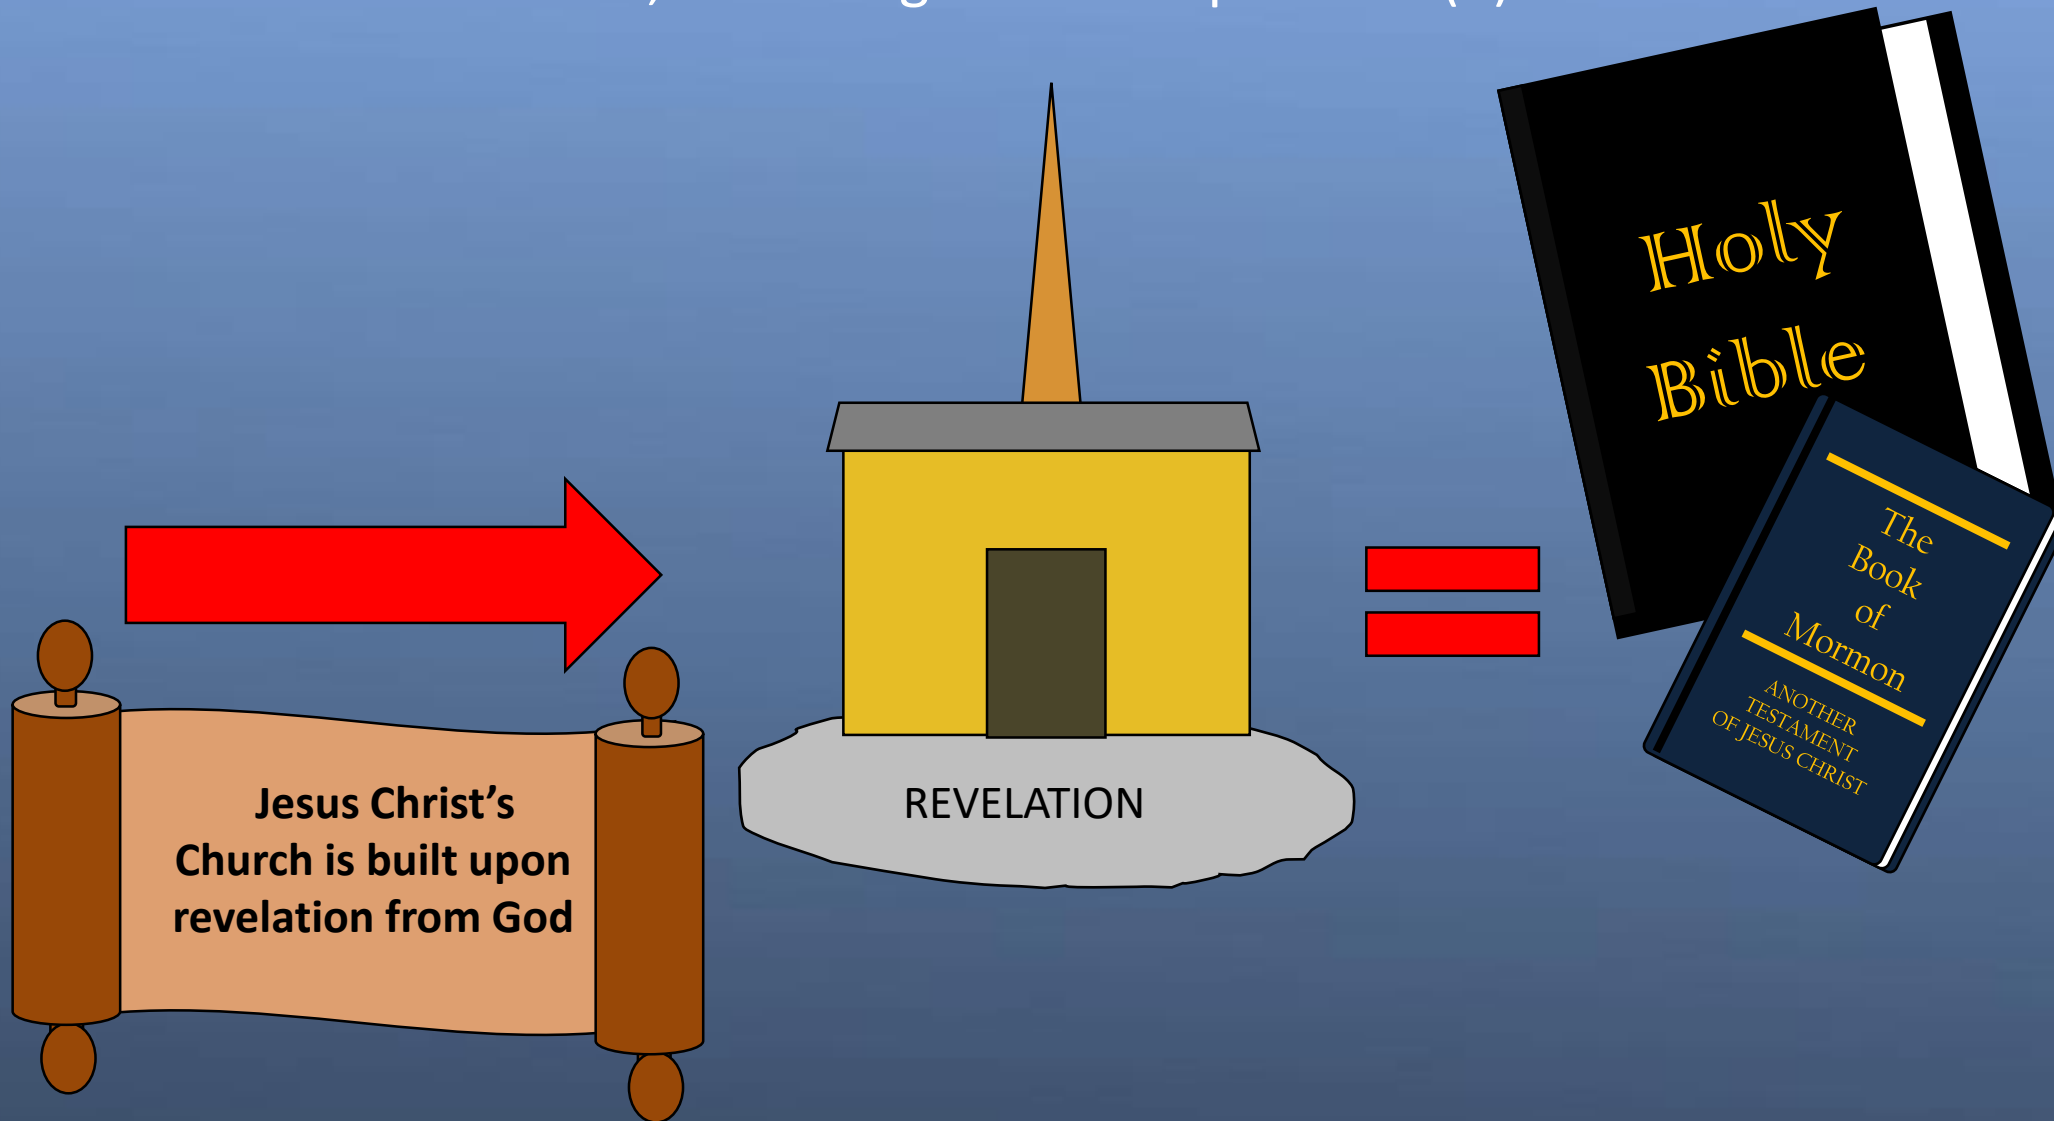 Holy
Bible
The
Book
of
Mormon
ANOTHER
TESTAMENT
OF JESUS CHRIST
REVELATION
Jesus Christ’s
Church is built upon
revelation from God